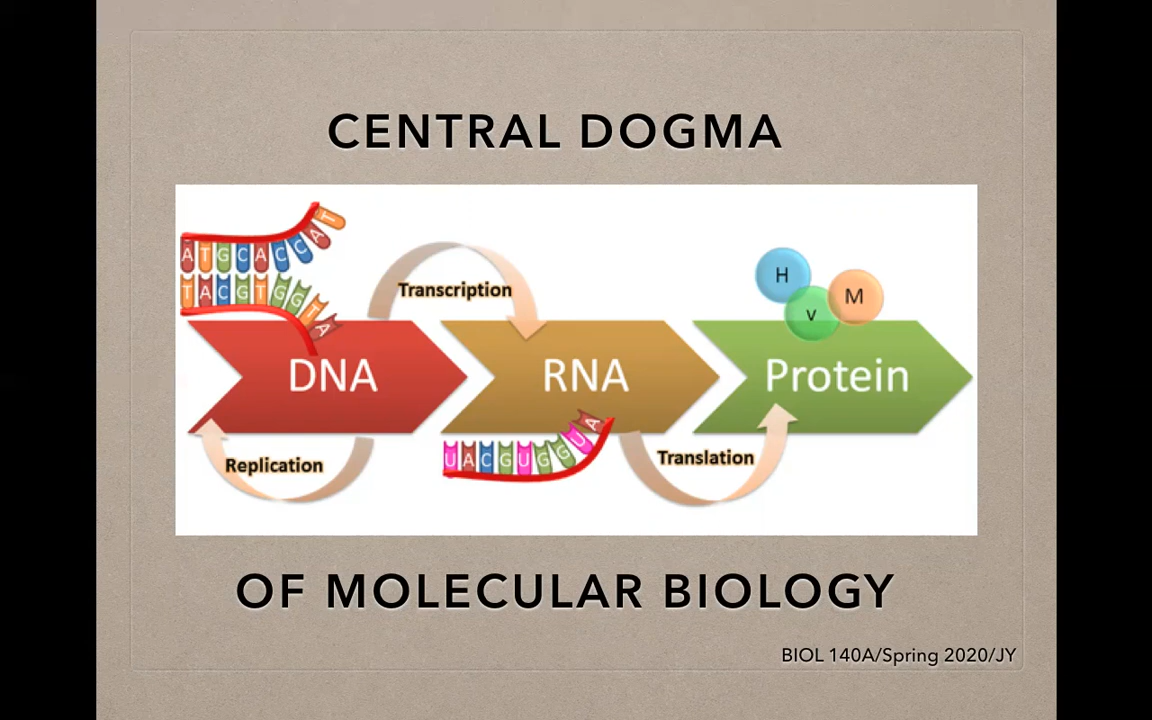 CENTRAL DOGMA
ATGCACCAT
TACGTGGTA
Transcription
H
V
M
DNA
RNA
Protein
Replication
UACGUGGUA
Translation
OF MOLECULAR BIOLOGY
BIOL 140A/Spring 2020/JY